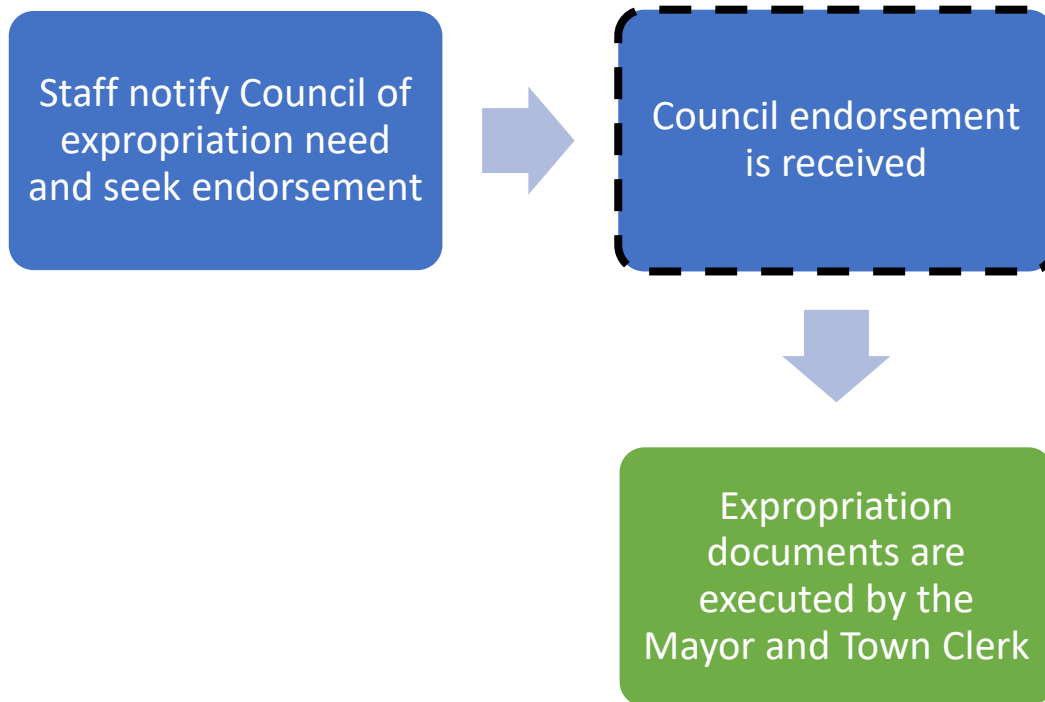 Staff notify Council of
expropriation need
and seek endorsement
Council endorsement
is received
Expropriation
documents are
executed by the
Mayor and Town Clerk